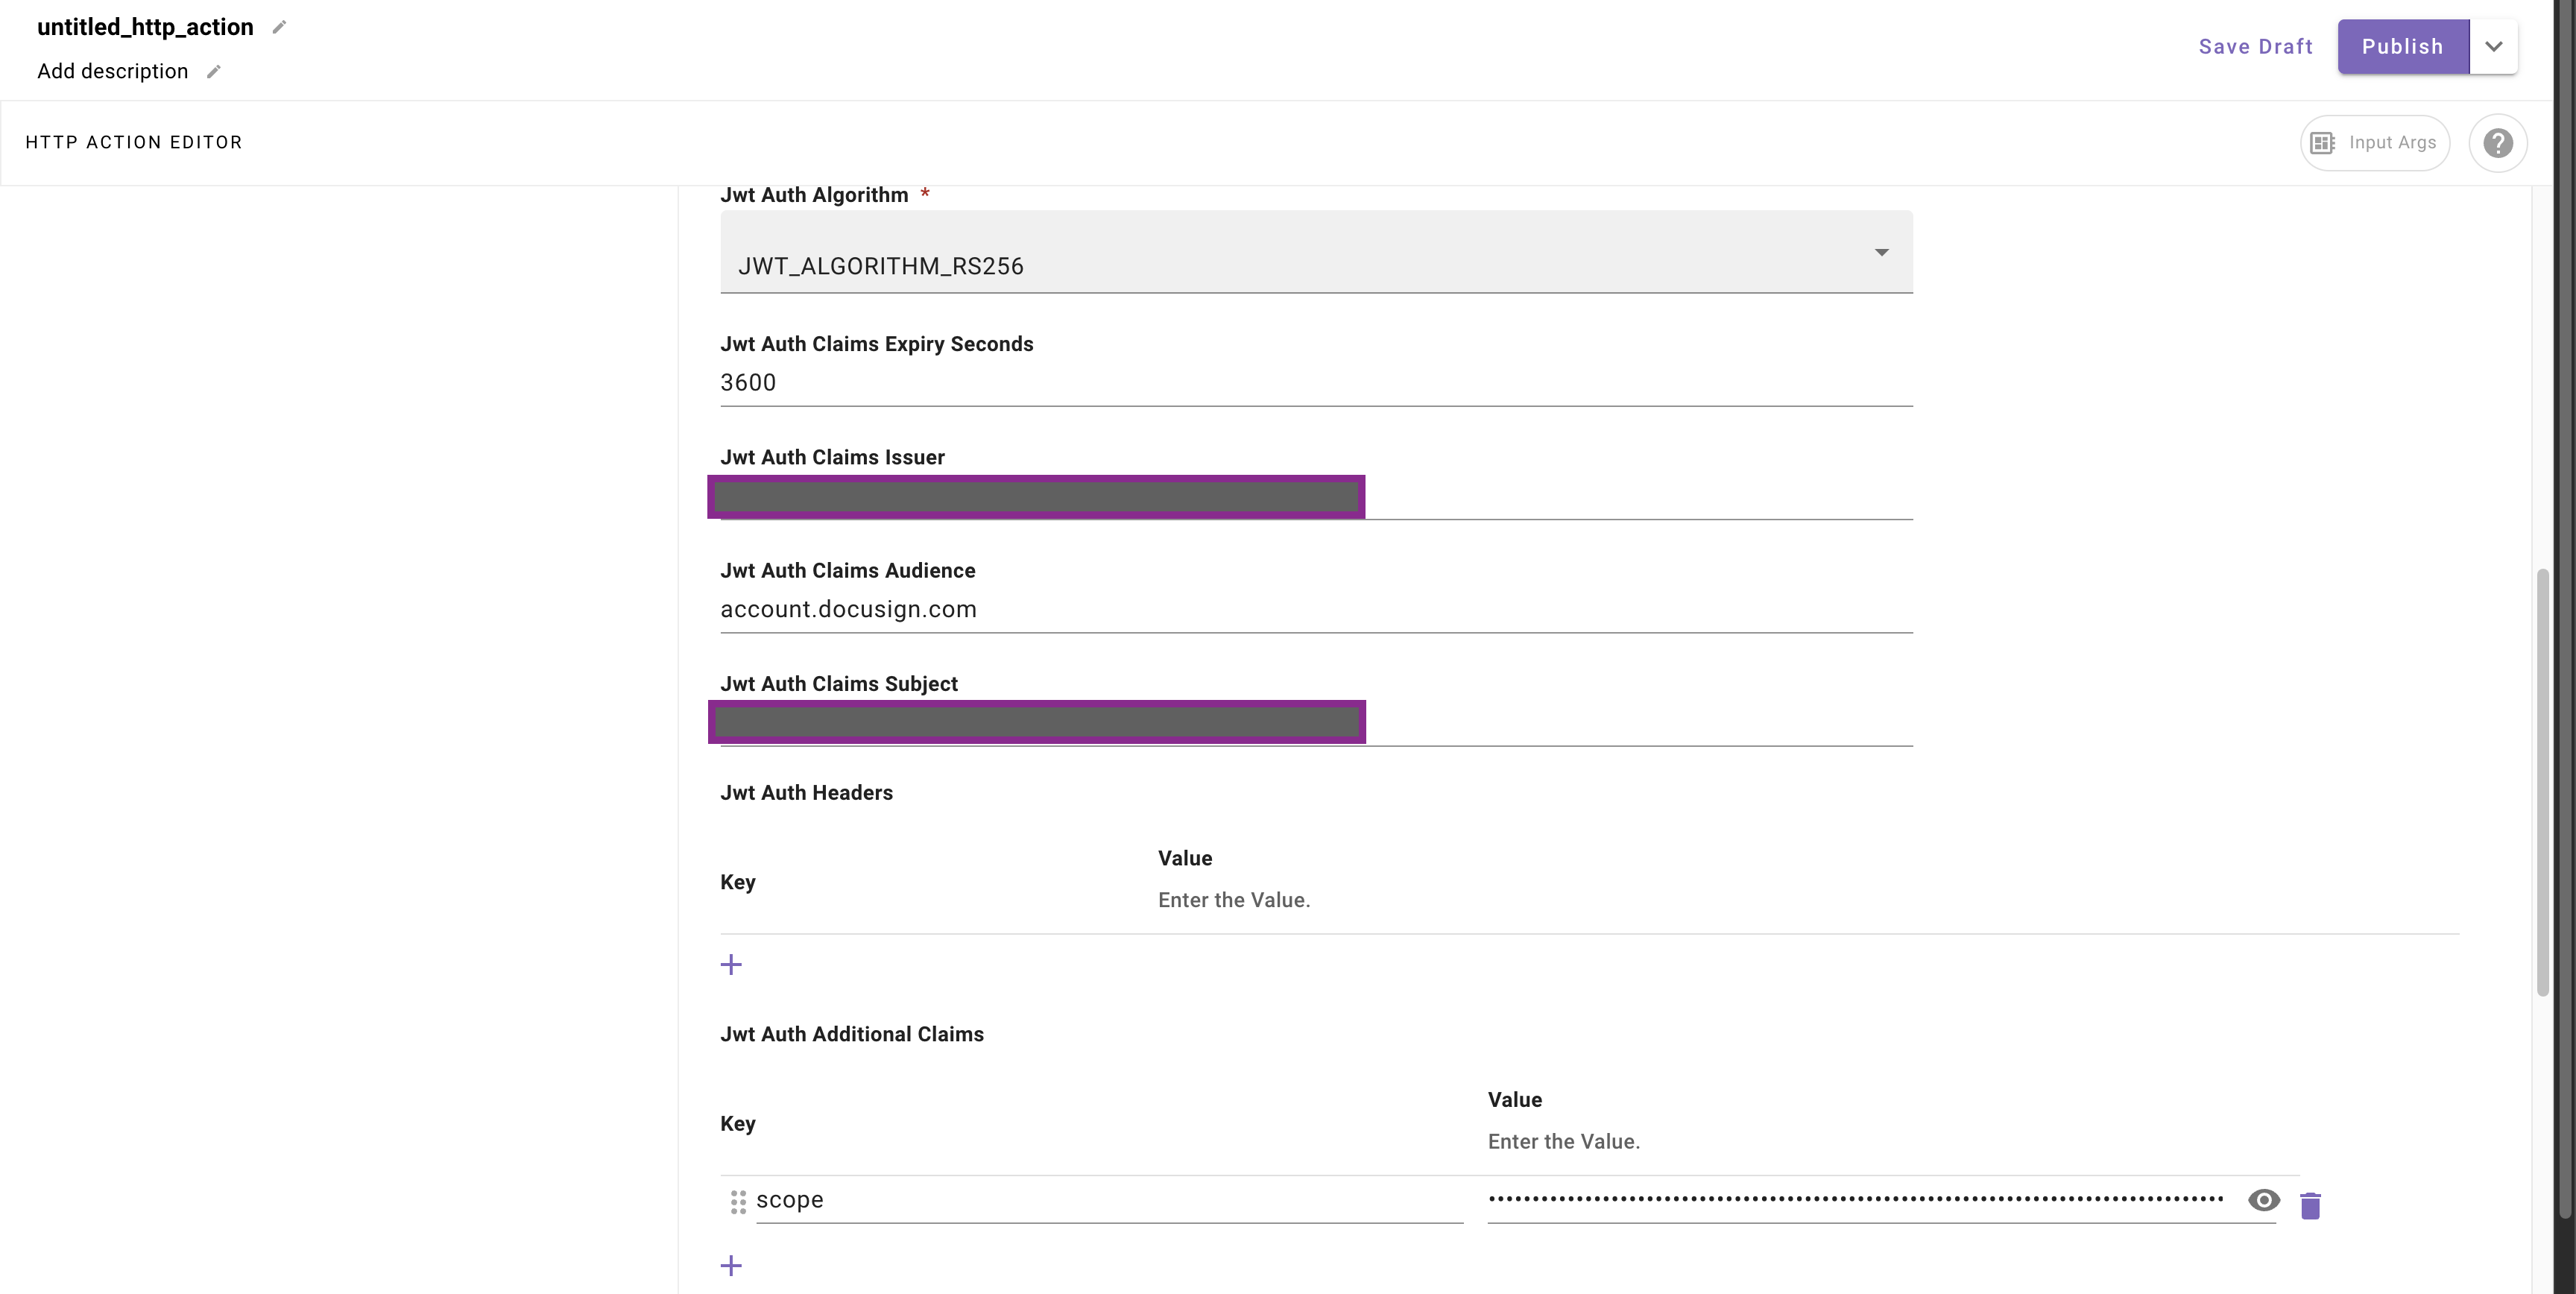 untitled_http_action
Add description
Save Draft
Publish
HTTP ACTION EDITOR
Input Args
Jwt Auth Algorithm *
JWT_ALGORITHM_RS256
Jwt Auth Claims Expiry Seconds
3600
Jwt Auth Claims Issuer
Jwt Auth Claims Audience
account.docusign.com
Jwt Auth Claims Subject
Jwt Auth Headers
Key
Value
Enter the Value.
Jwt Auth Additional Claims
Key
Value
Enter the Value.
scope